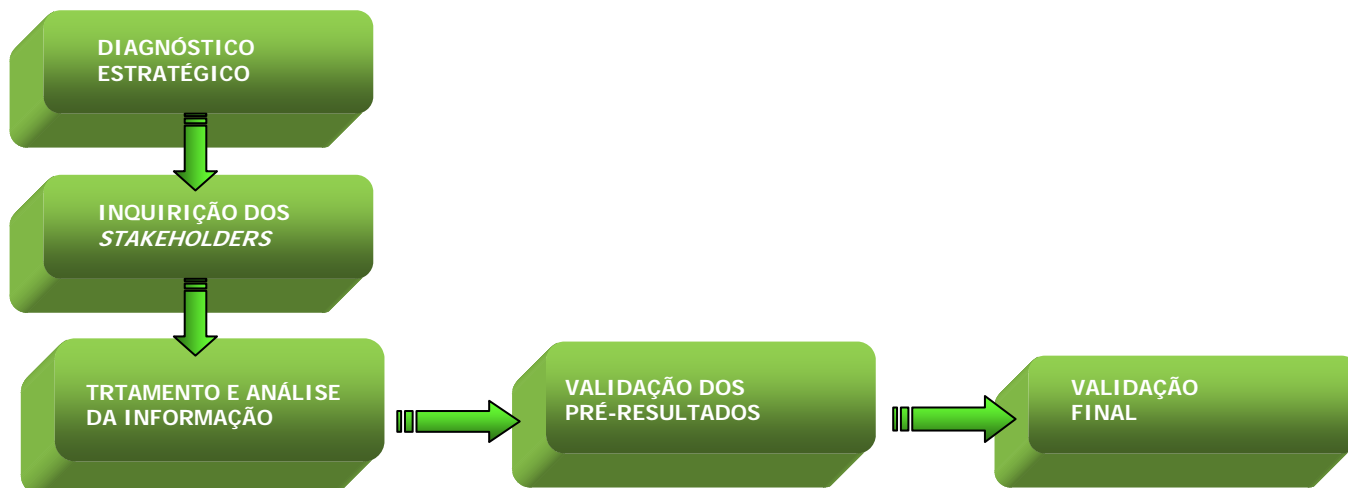 DIAGNÓSTICO
ESTRATÉGICO
INQUIRIÇÃO DOS
STAKEHOLDERS
TRTAMENTO E ANÁLISE
DA INFORMAÇÃO
VALIDAÇÃO DOS
PRÉ-RESULTADOS
VALIDAÇÃO
FINAL